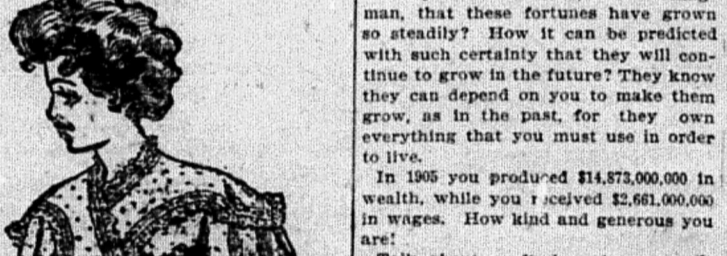 man, that these fortunes have grown
so steadily? How it can be predicted
with such certainty that they will con-
tinue to grow in the future? They know
they can depend on you to make them
grow, as in the past, for they own
everything that you must use in order
to live.
In 1905 you produced $14,873,000,000 in
wealth, while you received $2,661,000,000
in wages. How kind and generous you
are!